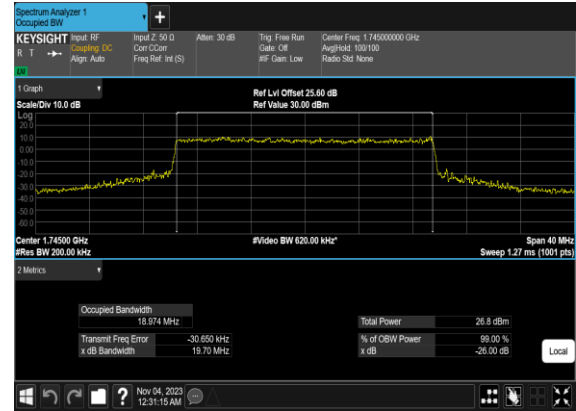 Spectrum Analyzer 1
Occupied BW
+
KEYSIGHT
R T
LU
Input: RF
Coupling: DC
Align: Auto
Input Z: 50 Ω
Corr CCorr
Freq Ref: Int (S)
Atten: 30 dB
Trig: Free Run
Gate: Off
#IF Gain: Low
Center Freq: 1.745000000 GHz
Avg|Hold: 100/100
Radio Std: None
1 Graph
Scale/Div 10.0 dB
Ref Lvl Offset 25.60 dB
Ref Value 30.00 dBm
Log
20.0
10.0
0.00
-10.0
-20.0
-30.0
-40.0
-50.0
-60.0
Center 1.74500 GHz
#Res BW 200.00 kHz
#Video BW 620.00 kHz*
Span 40 MHz
Sweep 1.27 ms (1001 pts)
2 Metrics
Occupied Bandwidth
18.974 MHz
Total Power 26.8 dBm
Transmit Freq Error -30.650 kHz
% of OBW Power 99.00 %
x dB Bandwidth 19.70 MHz
x dB -26.00 dB
Local
?
Nov 04, 2023
12:31:15 AM